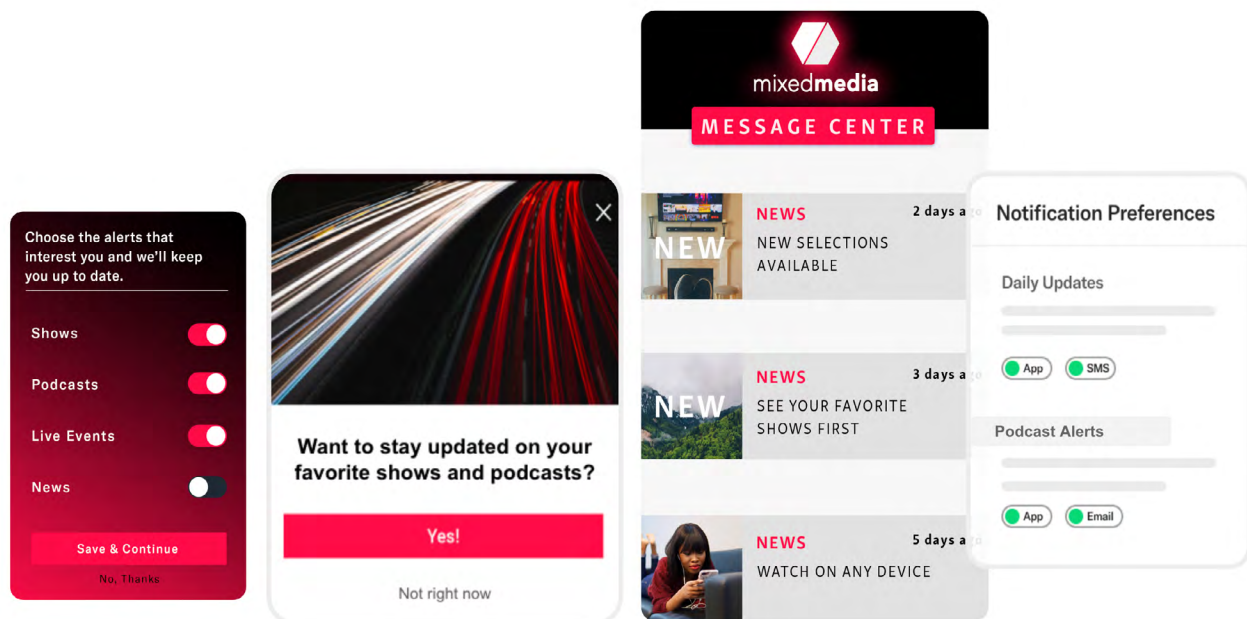 Choose the alerts that
interest you and we'll keep
you up to date.
Shows
Podcasts
Live Events
News
Save & Continue
No, Thanks
Want to stay updated on your
favorite shows and podcasts?
Yes!
Not right now
mixedmedia
MESSAGE CENTER
NEW
NEWS
2 days ago
NEW SELECTIONS
AVAILABLE
NEW
NEWS
3 days ago
SEE YOUR FAVORITE
SHOWS FIRST
NEWS
5 days a
WATCH ON ANY DEVICE
Notification Preferences
Daily Updates
App
SMS
Podcast Alerts
App
Email